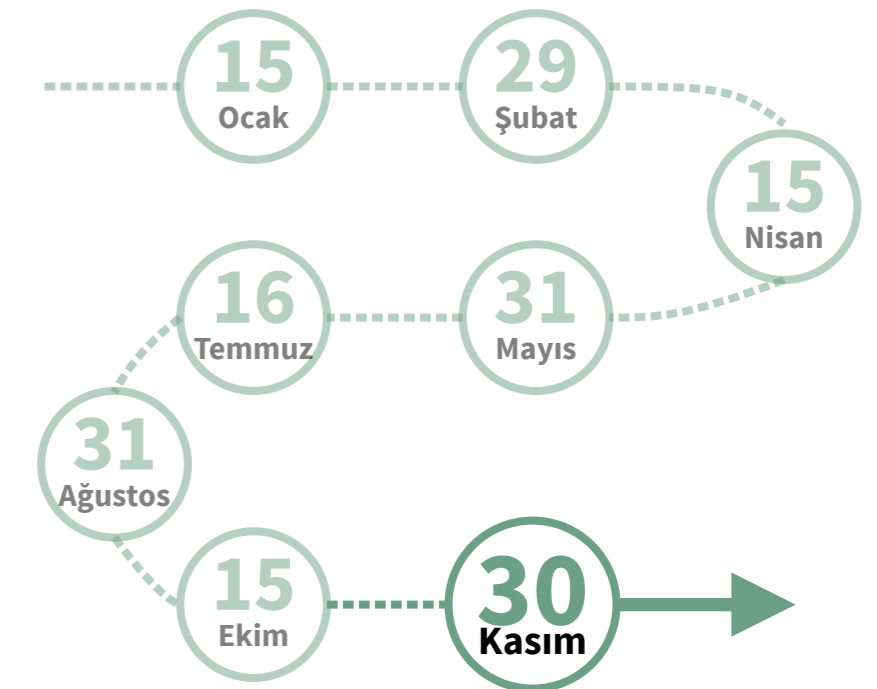 15
Ocak
29
Şubat
15
Nisan
31
Mayıs
16
Temmuz
31
Ağustos
15
Ekim
30
Kasım